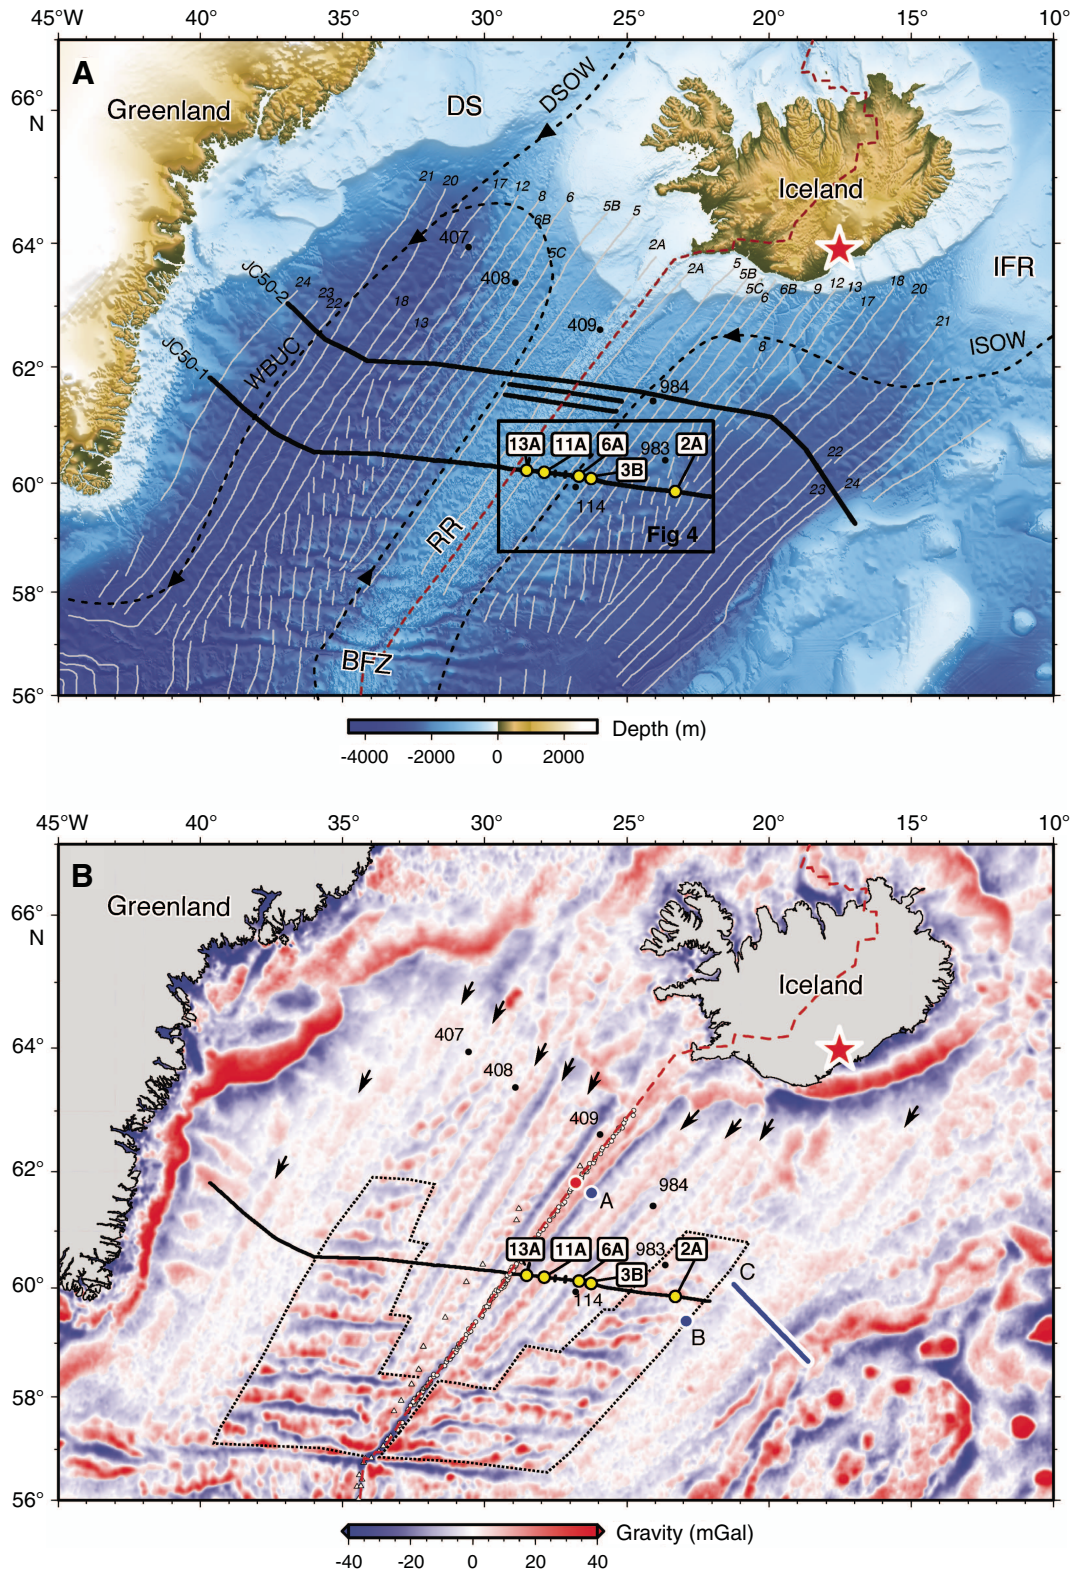 45°W 40° 35° 30° 25° 20° 15° 10°
A
66°
N
64°
62°
60°
58°
56°
Greenland
DS
DSOW
Iceland
IFR
ISOW
WBUC
JC50-2
JC50-1
RR
BFZ
21 20 17 12 8 6 5B 5
6B
5C
2A
2A
5
5B
5C
6
6B 9 12 13
17
18
20
21
24
23
22
18
13
8
22
23
24
407
408
409
984
983
114
13A 11A 6A 2A
3B
Fig 4
Depth (m)
-4000 -2000 0 2000
45°W 40° 35° 30° 25° 20° 15° 10°
B
66°
N
64°
62°
60°
58°
56°
Greenland
Iceland
407
408
409
984
983
114
13A 11A 6A 2A
3B
A
B
C
Gravity (mGal)
-40 -20 0 20 40